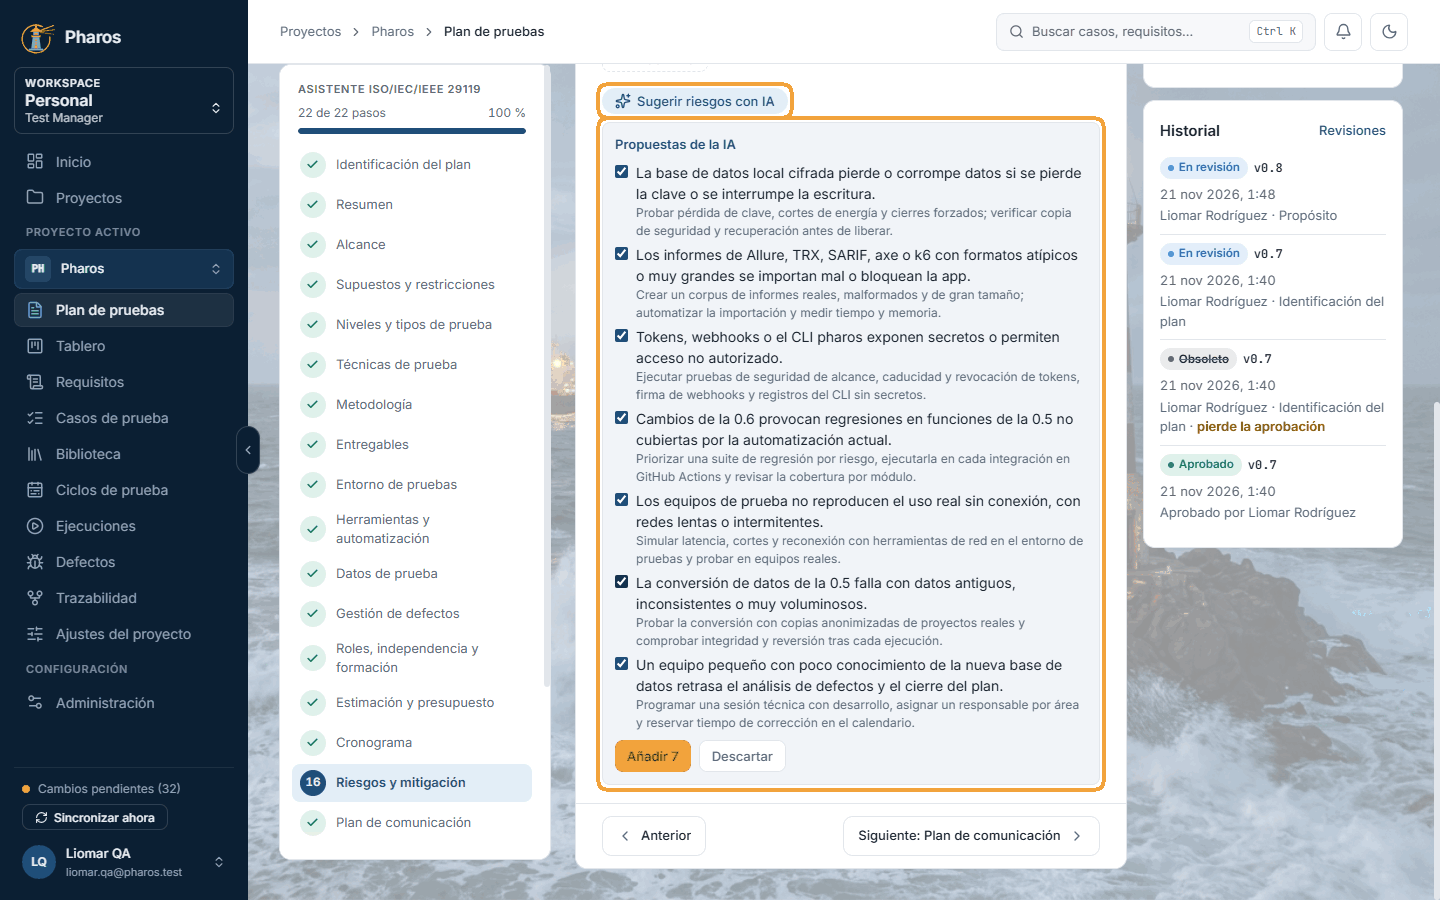 Pharos
WORKSPACE
Personal
Test Manager
Inicio
Proyectos
PROYECTO ACTIVO
PH Pharos
Plan de pruebas
Tablero
Requisitos
Casos de prueba
Biblioteca
Ciclos de prueba
Ejecuciones
Defectos
Trazabilidad
Ajustes del proyecto
CONFIGURACIÓN
Administración
Cambios pendientes (32)
Sincronizar ahora
LQ
Liomar QA
liomar.qa@pharos.test
Proyectos > Pharos > Plan de pruebas
Buscar casos, requisitos... Ctrl K
ASISTENTE ISO/IEC/IEEE 29119
22 de 22 pasos 100 %
Identificación del plan
Resumen
Alcance
Supuestos y restricciones
Niveles y tipos de prueba
Técnicas de prueba
Metodología
Entregables
Entorno de pruebas
Herramientas y
automatización
Datos de prueba
Gestión de defectos
Roles, independencia y
formación
Estimación y presupuesto
Cronograma
16 Riesgos y mitigación
Plan de comunicación
Sugerir riesgos con IA
Propuestas de la IA
La base de datos local cifrada pierde o corrompe datos si se pierde
la clave o se interrumpe la escritura.
Probar pérdida de clave, cortes de energía y cierres forzados; verificar copia
de seguridad y recuperación antes de liberar.
Los informes de Allure, TRX, SARIF, axe o k6 con formatos atípicos
o muy grandes se importan mal o bloquean la app.
Crear un corpus de informes reales, malformados y de gran tamaño;
automatizar la importación y medir tiempo y memoria.
Tokens, webhooks o el CLI pharos exponen secretos o permiten
acceso no autorizado.
Ejecutar pruebas de seguridad de alcance, caducidad y revocación de tokens,
firma de webhooks y registros del CLI sin secretos.
Cambios de la 0.6 provocan regresiones en funciones de la 0.5 no
cubiertas por la automatización actual.
Priorizar una suite de regresión por riesgo, ejecutarla en cada integración en
GitHub Actions y revisar la cobertura por módulo.
Los equipos de prueba no reproducen el uso real sin conexión, con
redes lentas o intermitentes.
Simular latencia, cortes y reconexión con herramientas de red en el entorno de
pruebas y probar en equipos reales.
La conversión de datos de la 0.5 falla con datos antiguos,
inconsistentes o muy voluminosos.
Probar la conversión con copias anonimizadas de proyectos reales y
comprobar integridad y reversión tras cada ejecución.
Un equipo pequeño con poco conocimiento de la nueva base de
datos retrasa el análisis de defectos y el cierre del plan.
Programar una sesión técnica con desarrollo, asignar un responsable por área
y reservar tiempo de corrección en el calendario.
Añadir 7 Descartar
Anterior Siguiente: Plan de comunicación
Historial Revisiones
En revisión v0.8
21 nov 2026, 1:48
Liomar Rodríguez · Propósito
En revisión v0.7
21 nov 2026, 1:40
Liomar Rodríguez · Identificación del
plan
Obsoleto v0.7
21 nov 2026, 1:40
Liomar Rodríguez · Identificación del
plan · pierde la aprobación
Aprobado v0.7
21 nov 2026, 1:40
Aprobado por Liomar Rodríguez